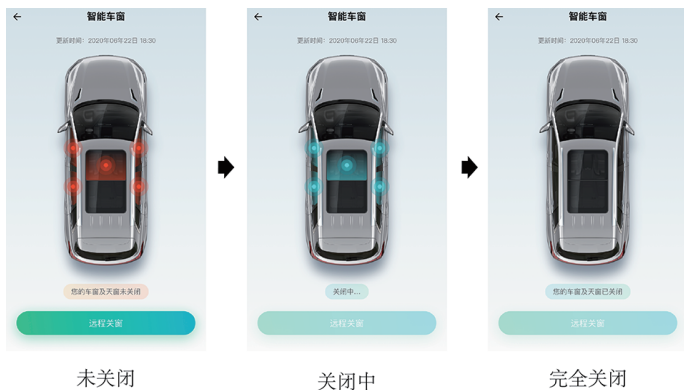 智能车窗
更新时间：2020年06年22日 18:30
您的车窗及天窗未关闭
远程关窗
未关闭
智能车窗
更新时间：2020年06年22日 18:30
关闭中...
远程关窗
关闭中
智能车窗
更新时间：2020年06年22日 18:30
您的车窗及天窗已关闭
远程关窗
完全关闭